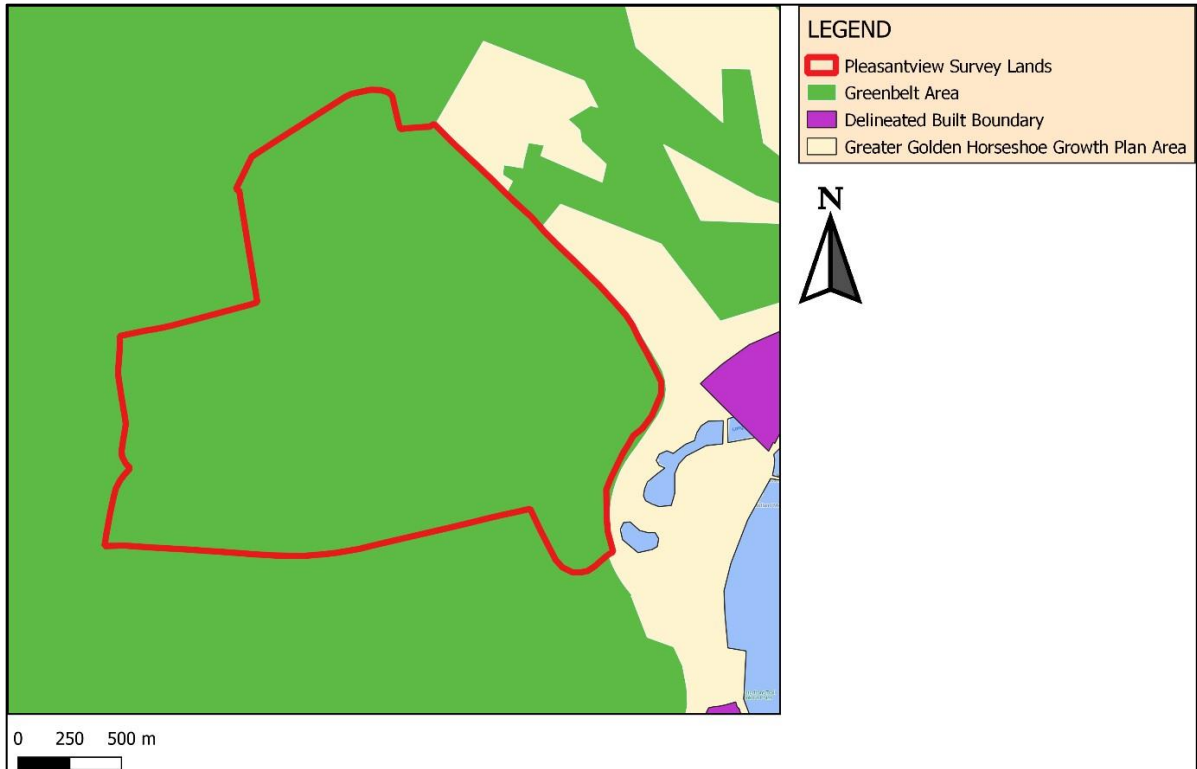 LEGEND
Pleasantview Survey Lands
Greenbelt Area
Delineated Built Boundary
Greater Golden Horseshoe Growth Plan Area
N
0 250 500 m